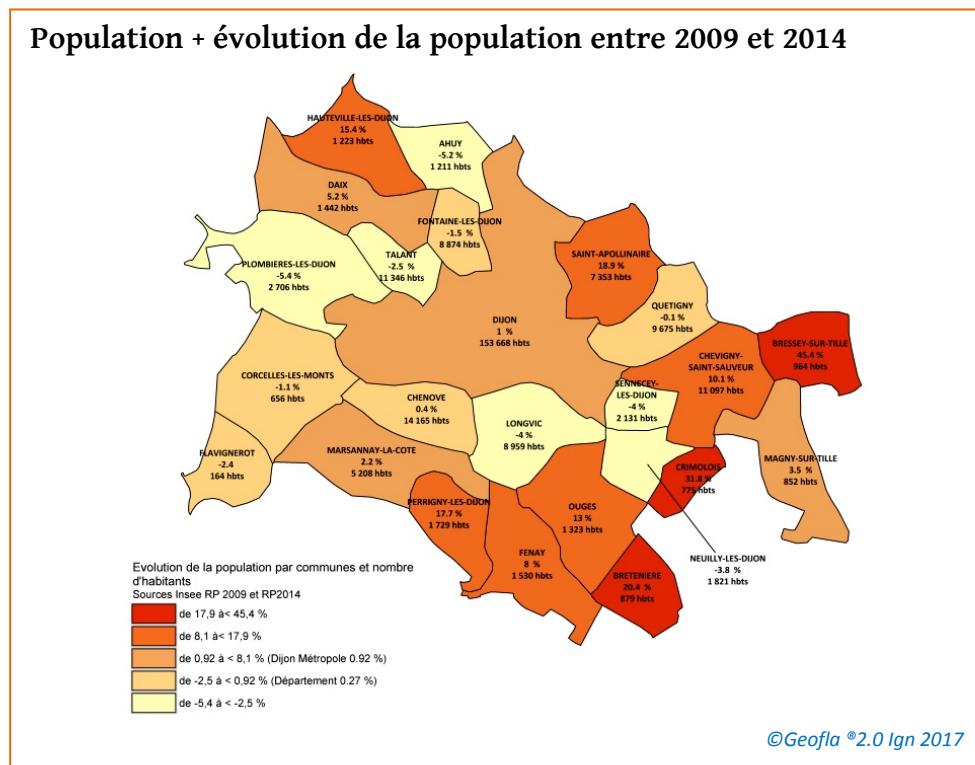 Population + évolution de la population entre 2009 et 2014
HAUTEVILLE-LES-DIJON
15.4 %
1 223 hbts
AHUY
-5.2 %
1 211 hbts
DAIX
5.2 %
1 442 hbts
FONTAINE-LES-DIJON
-1.5 %
8 874 hbts
PLOMBIERES-LES-DIJON
-5.4 %
2 706 hbts
TALANT
-2.5 %
11 346 hbts
SAINT-APOLLINAIRE
18.9 %
7 353 hbts
QUETIGNY
-0.1 %
9 675 hbts
DIJON
1 %
153 668 hbts
BRESSEY-SUR-TILLE
45.4 %
964 hbts
CHEVIGNY-
SAINT-SAUVEUR
10.1 %
11 097 hbts
CORCELLES-LES-MONTS
-1.1 %
656 hbts
CHENOVE
0.4 %
14 165 hbts
SENNECEY
-LES-DIJON
-4 %
2 131 hbts
LONGVIC
-4 %
8 959 hbts
FLAVIGNEROT
-2.4
164 hbts
MARSANNAY-LA-COTE
2.2 %
5 208 hbts
MAGNY-SUR-TILLE
3.5 %
852 hbts
CRIMOLOIS
31.8 %
775 hbts
PERRIGNY-LES-DIJON
17.7 %
1 729 hbts
OUGES
13 %
1 323 hbts
FENAY
8 %
1 530 hbts
NEUILLY-LES-DIJON
-3.8 %
1 821 hbts
BRETENIERE
20.4 %
879 hbts
Evolution de la population par communes et nombre
d'habitants
Sources Insee RP 2009 et RP2014
de 17,9 à< 45,4 %
de 8,1 à< 17,9 %
de 0,92 à < 8,1 % (Dijon Métropole 0.92 %)
de -2,5 à < 0,92 % (Département 0.27 %)
de -5,4 à < -2,5 %
©Geofla ®2.0 Ign 2017